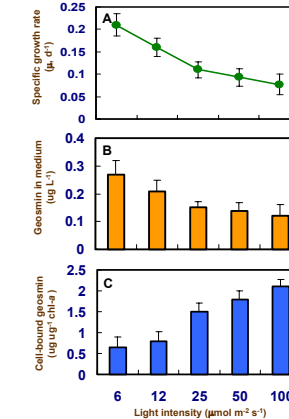 A
Specific growth rate
(μ, d-1)
0.25
0.2
0.15
0.1
0.05
0
B
Geosmin in medium
(ug L-1)
0.4
0.3
0.2
0.1
0
C
Cell-bound geosmin
(ug ug-1 chl-a )
2.5
2
1.5
1
0.5
0
6 12 25 50 100
Light intensity (μmol m-2 s-1)